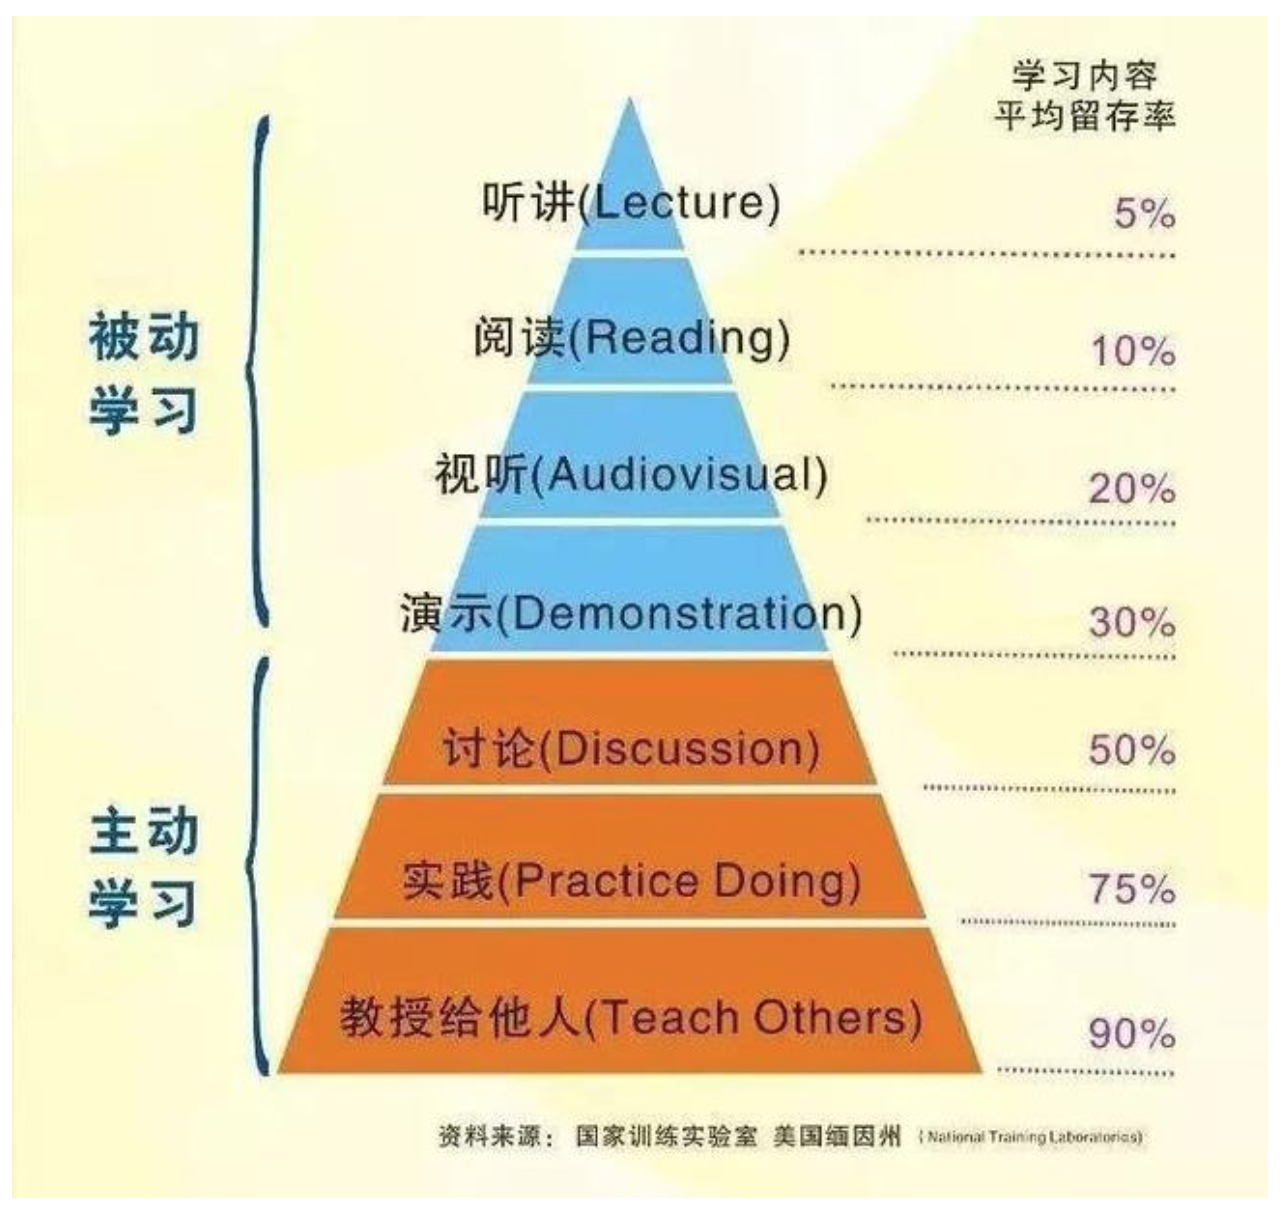 学习内容
平均留存率
听讲(Lecture)
5%
阅读(Reading)
10%
被动
学习
视听(Audiovisual)
20%
演示(Demonstration)
30%
讨论(Discussion)
50%
主动
学习
实践(Practice Doing)
75%
教授给他人(Teach Others)
90%
资料来源： 国家训练实验室 美国缅因州 (National Training Laboratories)